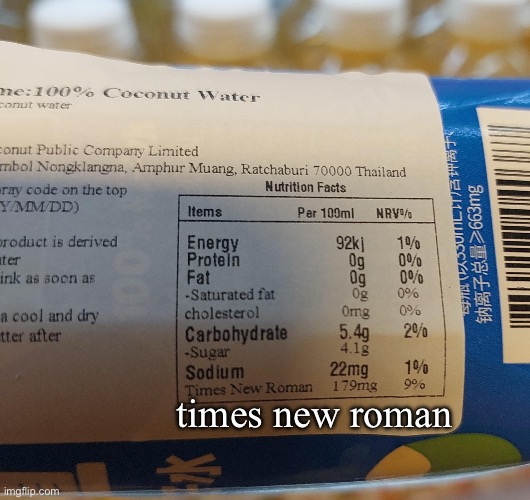 me:100% Coconut Water
conut water
conut Public Company Limited
mbol Nongklangna, Amphur Muang, Ratchaburi 70000 Thailand
ray code on the top
Y/MM/DD)
product is derived
ter
ink as soon as
a cool and dry
tter after
Nutrition Facts
Items Per 100ml NRV%
Energy 92kj 1%
Protein 0g 0%
Fat 0g 0%
-Saturated fat 0g 0%
cholesterol 0mg 0%
Carbohydrate 5.4g 2%
-Sugar 4.1g
Sodium 22mg 1%
Times New Roman 179mg 9%
钠离子总量≥663mg
times new roman
imgflip.com